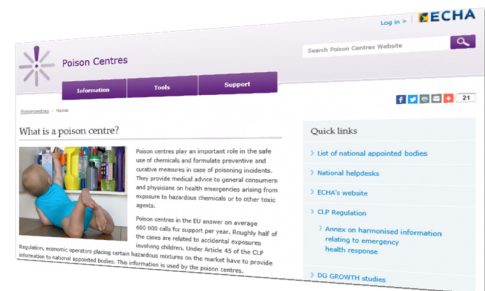 Log in »
ECHA
Search Poison Centres Website
Poison Centres
Information
Tools
Support
21
Poisoncentres / Home
What is a poison centre?
Poison centres play an important role in the safe
use of chemicals and formulate preventive and
curative measures in case of poisoning incidents.
They provide medical advice to general consumers
and physicians on health emergencies arising from
exposure to hazardous chemicals or to other toxic
agents.
Poison centres in the EU answer on average
600 000 calls for support per year. Roughly half of
the cases are related to accidental exposures
involving children. Under Article 45 of the CLP
Regulation, economic operators placing certain hazardous mixtures on the market have to provide
information to national appointed bodies. This information is used by the poison centres.
Quick links
List of national appointed bodies
National helpdesks
ECHA's website
CLP Regulation
Annex on harmonised information
relating to emergency
health response
DG GROWTH studies